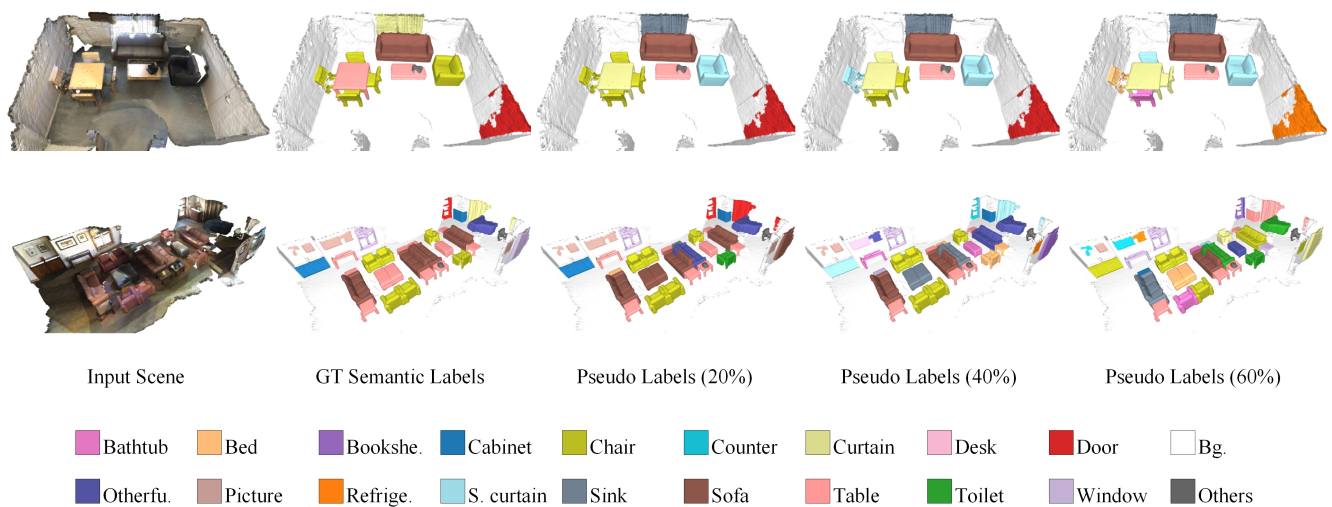 Input Scene GT Semantic Labels Pseudo Labels (20%) Pseudo Labels (40%) Pseudo Labels (60%)
Bathtub Bed Bookshe. Cabinet Chair Counter Curtain Desk Door Bg.
Otherfu. Picture Refrige. S. curtain Sink Sofa Table Toilet Window Others